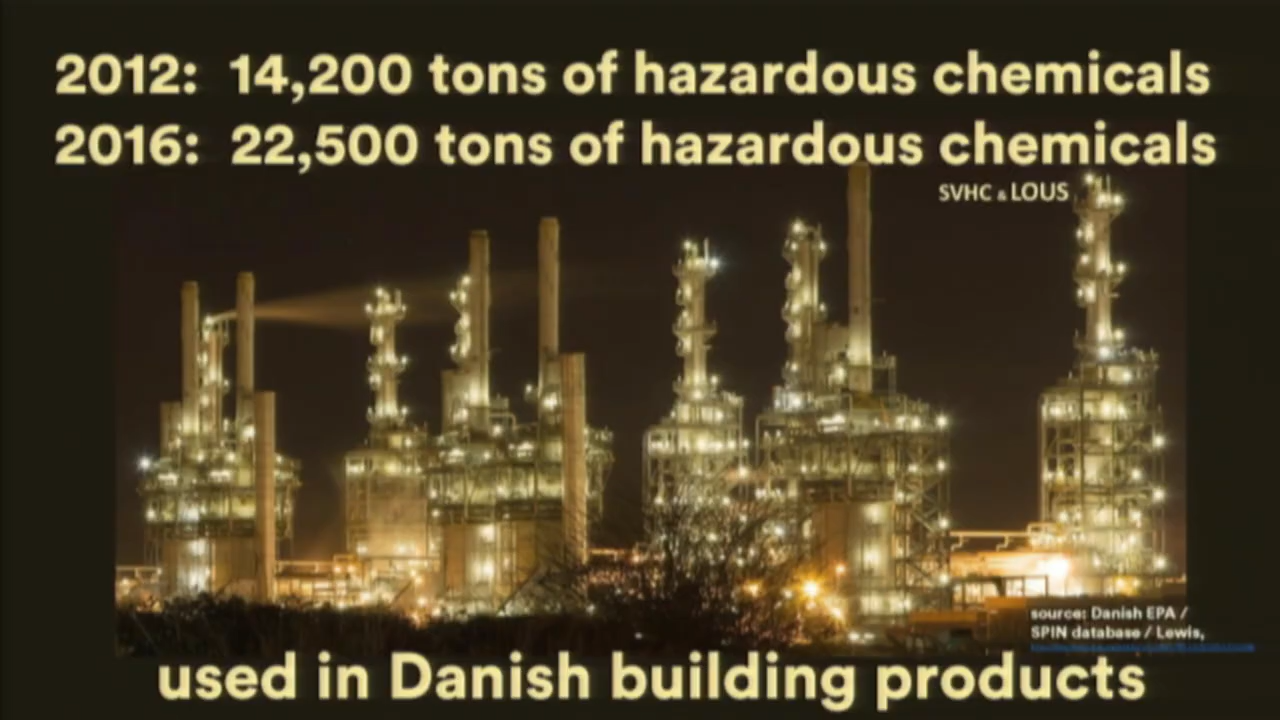 2012: 14,200 tons of hazardous chemicals
2016: 22,500 tons of hazardous chemicals
SVHC & LOUS
source: Danish EPA /
SPIN database / Lewis,
used in Danish building products